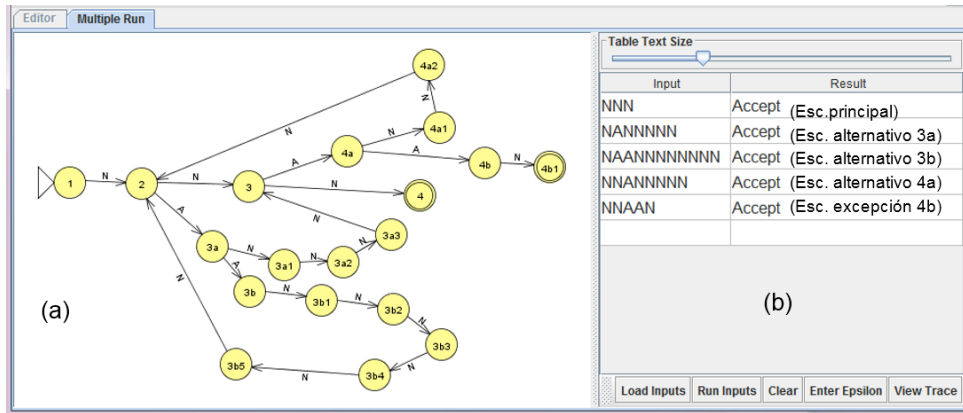 Editor Multiple Run
4a2
N
N
4a1
N
4a
A
4b
N
4b1
A
1
N
2
N
3
N
4
A
N
3a3
3a
N
3a1
N
3a2
N
A
3b
N
3b1
N
3b2
N
N
3b3
N
3b4
N
3b5
(a)
Table Text Size
Input Result
NNN Accept (Esc.principal)
NANNNNN Accept (Esc. alternativo 3a)
NAANNNNNNNN Accept (Esc. alternativo 3b)
NNANNNNN Accept (Esc. alternativo 4a)
NNAAN Accept (Esc. excepción 4b)
(b)
Load Inputs Run Inputs Clear Enter Epsilon View Trace